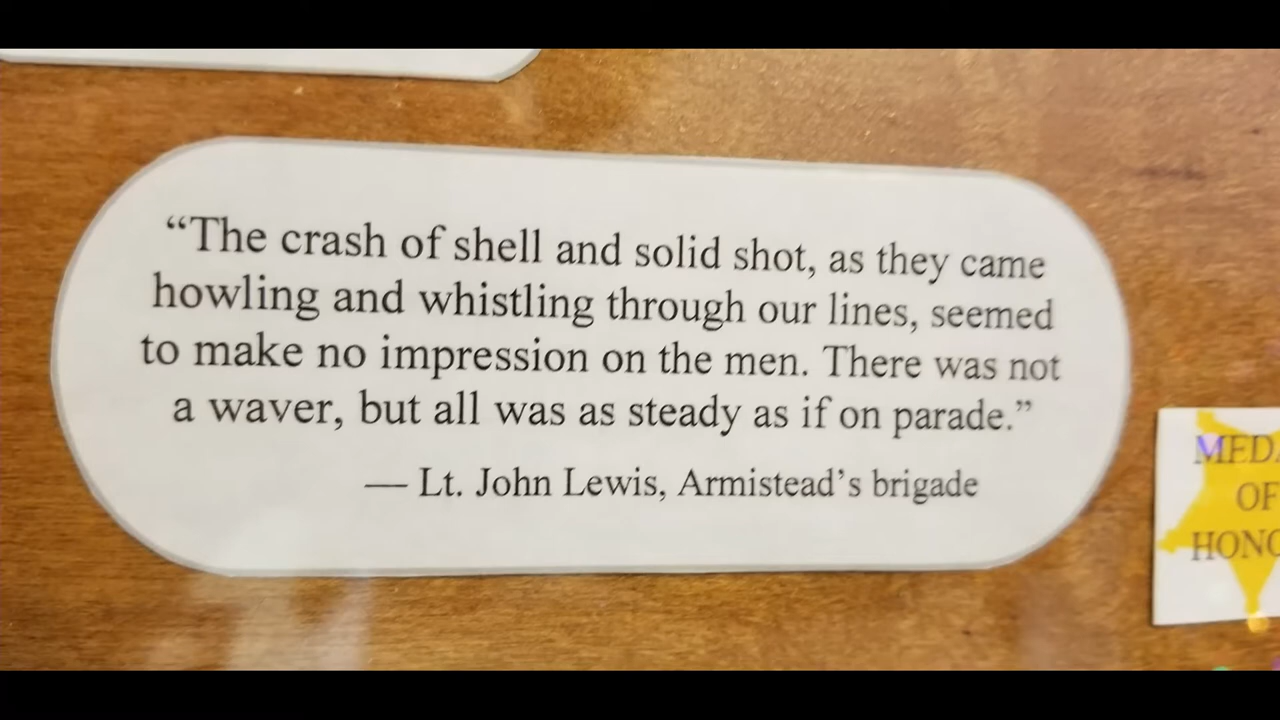 “The crash of shell and solid shot, as they came
howling and whistling through our lines, seemed
to make no impression on the men. There was not
a waver, but all was as steady as if on parade.”
— Lt. John Lewis, Armistead’s brigade
OF